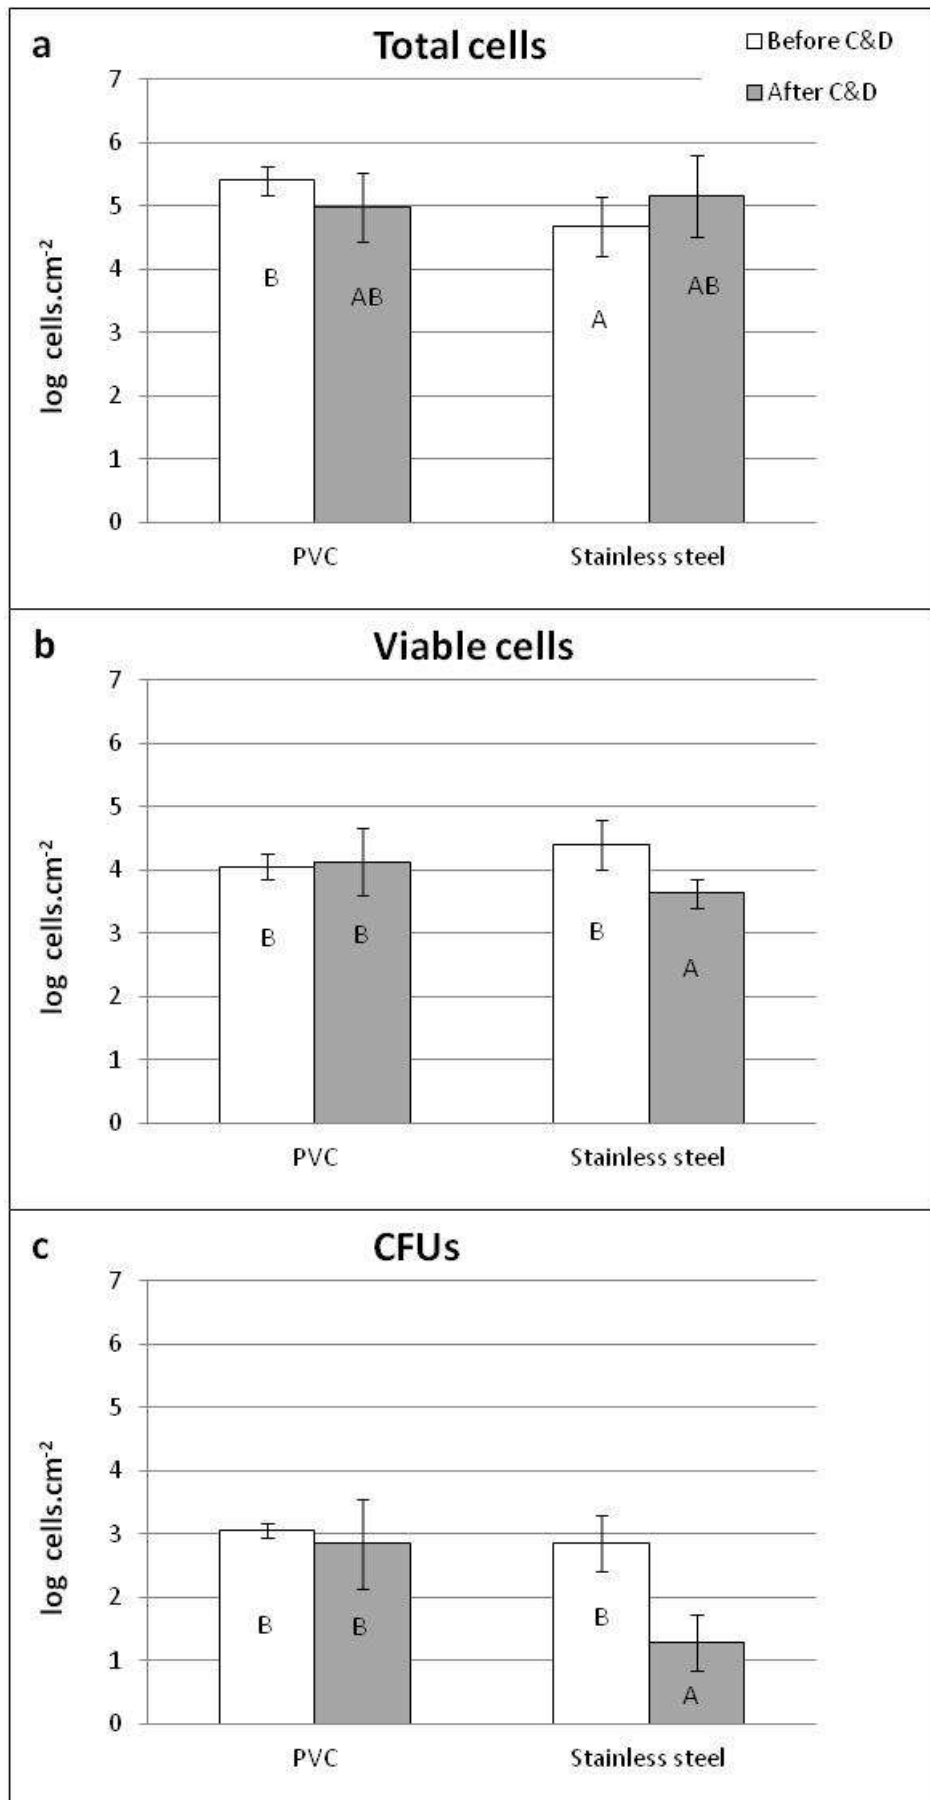 a
Total cells
Before C&D
After C&D
7
6
5
4
3
2
1
0
log cells.cm-2
B
AB
A
AB
PVC
Stainless steel
b
Viable cells
7
6
5
4
3
2
1
0
log cells.cm-2
B
B
B
A
PVC
Stainless steel
c
CFUs
7
6
5
4
3
2
1
0
log cells.cm-2
B
B
B
A
PVC
Stainless steel